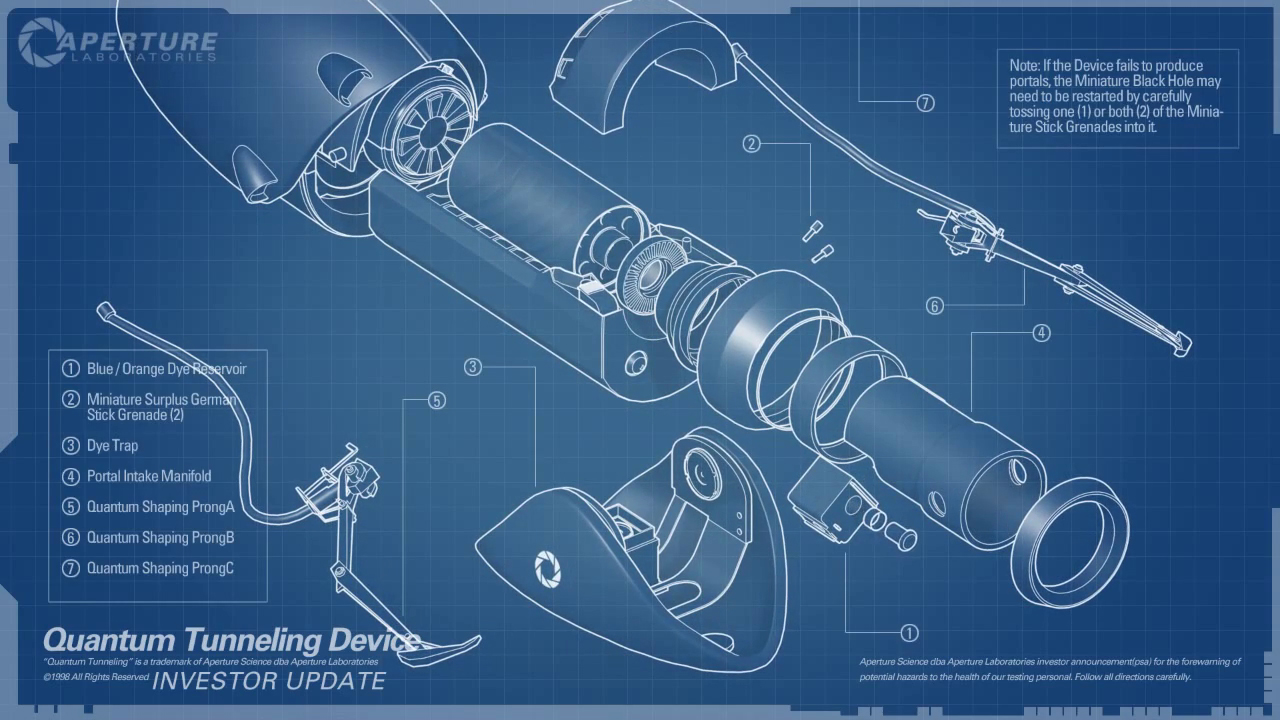 APERTURE
LABORATORIES
Note: If the Device fails to produce
portals, the Miniature Black Hole may
need to be restarted by carefully
tossing one (1) or both (2) of the Minia-
ture Stick Grenades into it.
7
2
6
4
3
5
1
1 Blue / Orange Dye Reservoir
2 Miniature Surplus German
Stick Grenade (2)
3 Dye Trap
4 Portal Intake Manifold
5 Quantum Shaping ProngA
6 Quantum Shaping ProngB
7 Quantum Shaping ProngC
Quantum Tunneling Device
"Quantum Tunneling" is a trademark of Aperture Science dba Aperture Laboratories
©1998 All Rights Reserved INVESTOR UPDATE
Aperture Science dba Aperture Laboratories investor announcement(psa) for the forewarning of
potential hazards to the health of our testing personal. Follow all directions carefully.